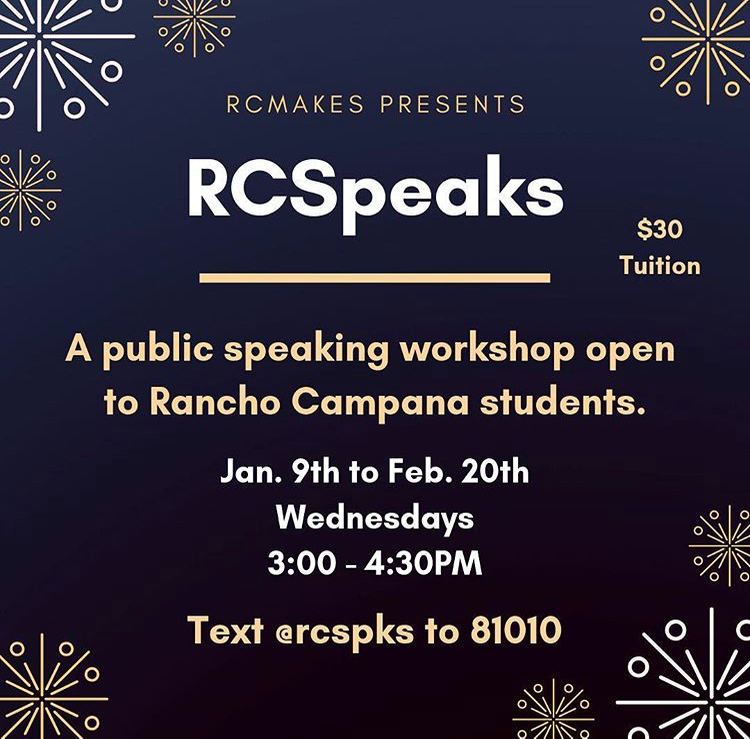 RCMAKES PRESENTS
RCSpeaks
$30
Tuition
A public speaking workshop open
to Rancho Campana students.
Jan. 9th to Feb. 20th
Wednesdays
3:00 - 4:30PM
Text @rcspks to 81010